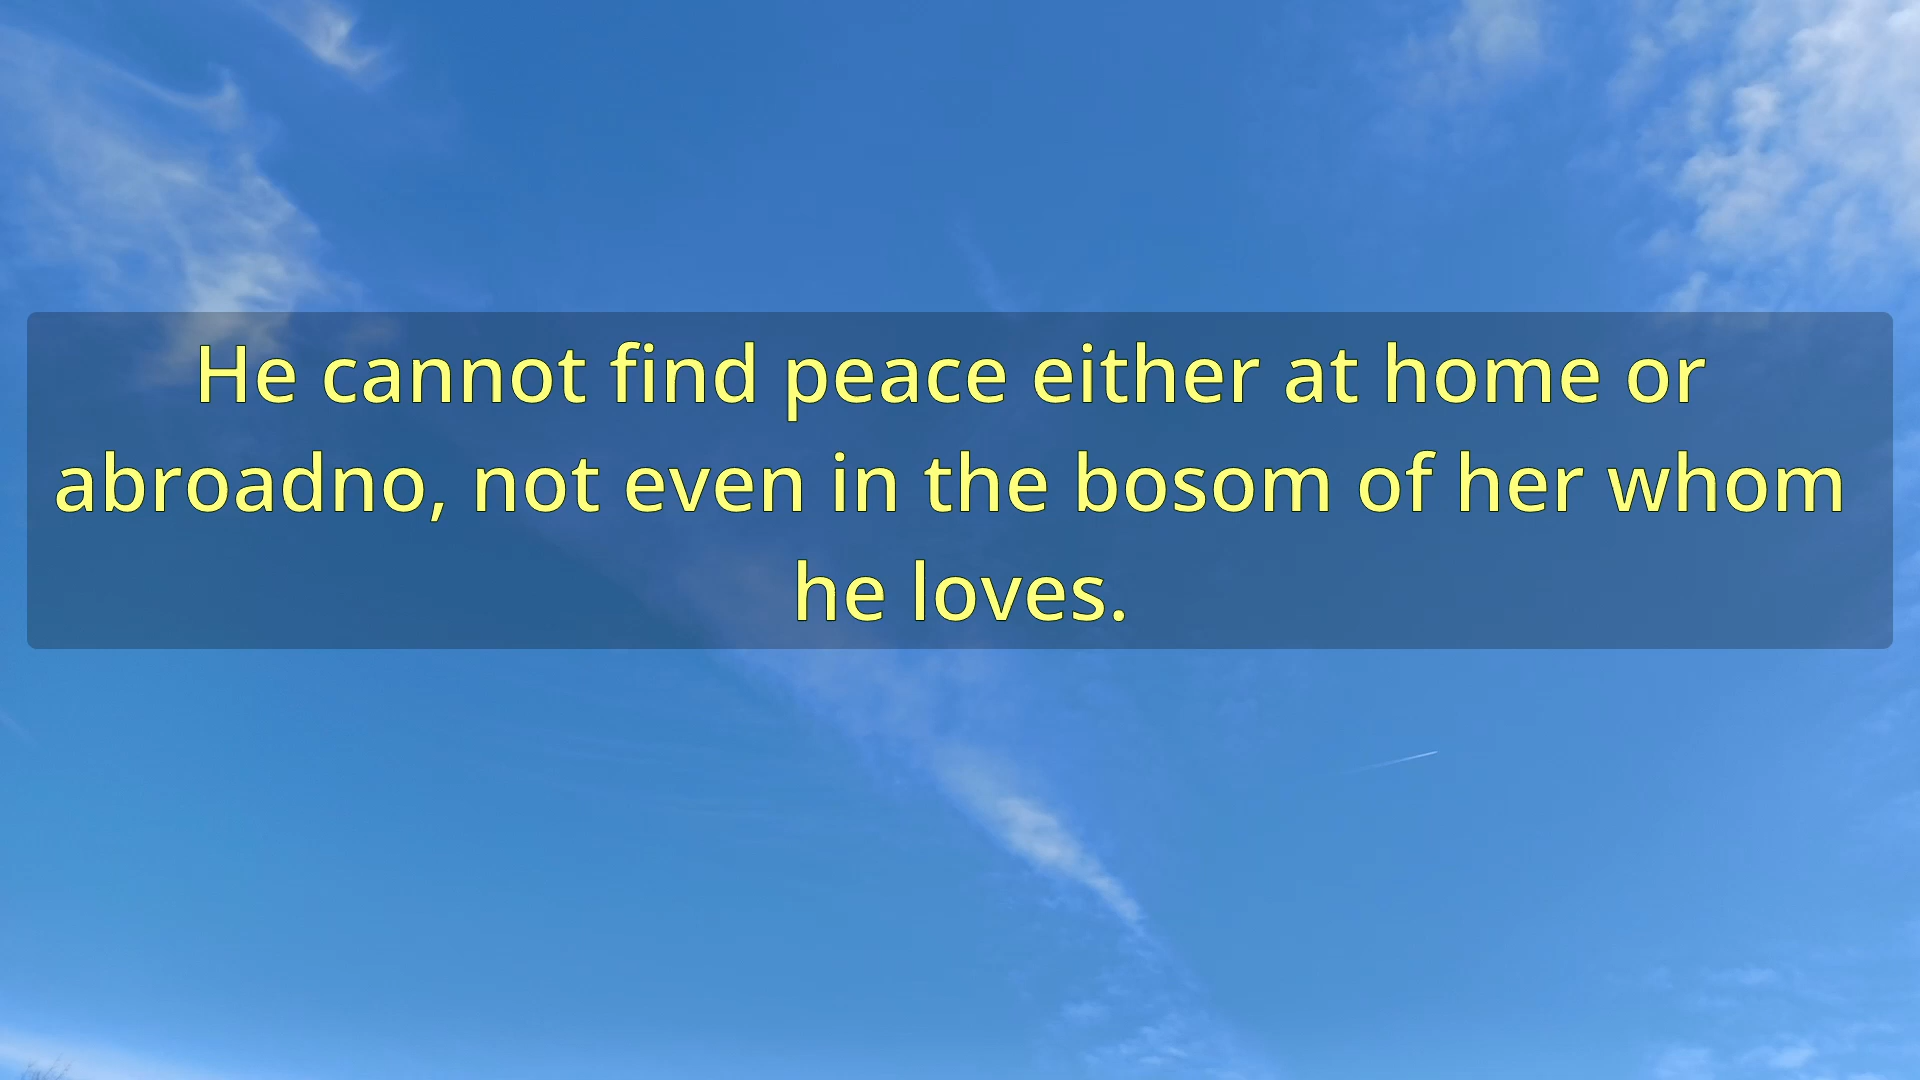 He cannot find peace either at home or
abroadno, not even in the bosom of her whom
he loves.